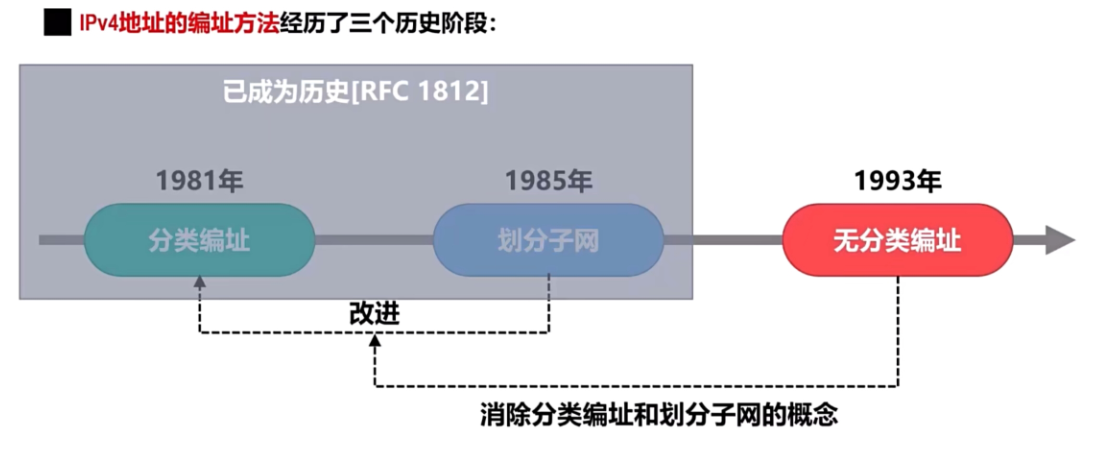 IPv4地址的编址方法经历了三个历史阶段：
已成为历史[RFC 1812]
1981年
1985年
1993年
分类编址
划分子网
无分类编址
改进
消除分类编址和划分子网的概念